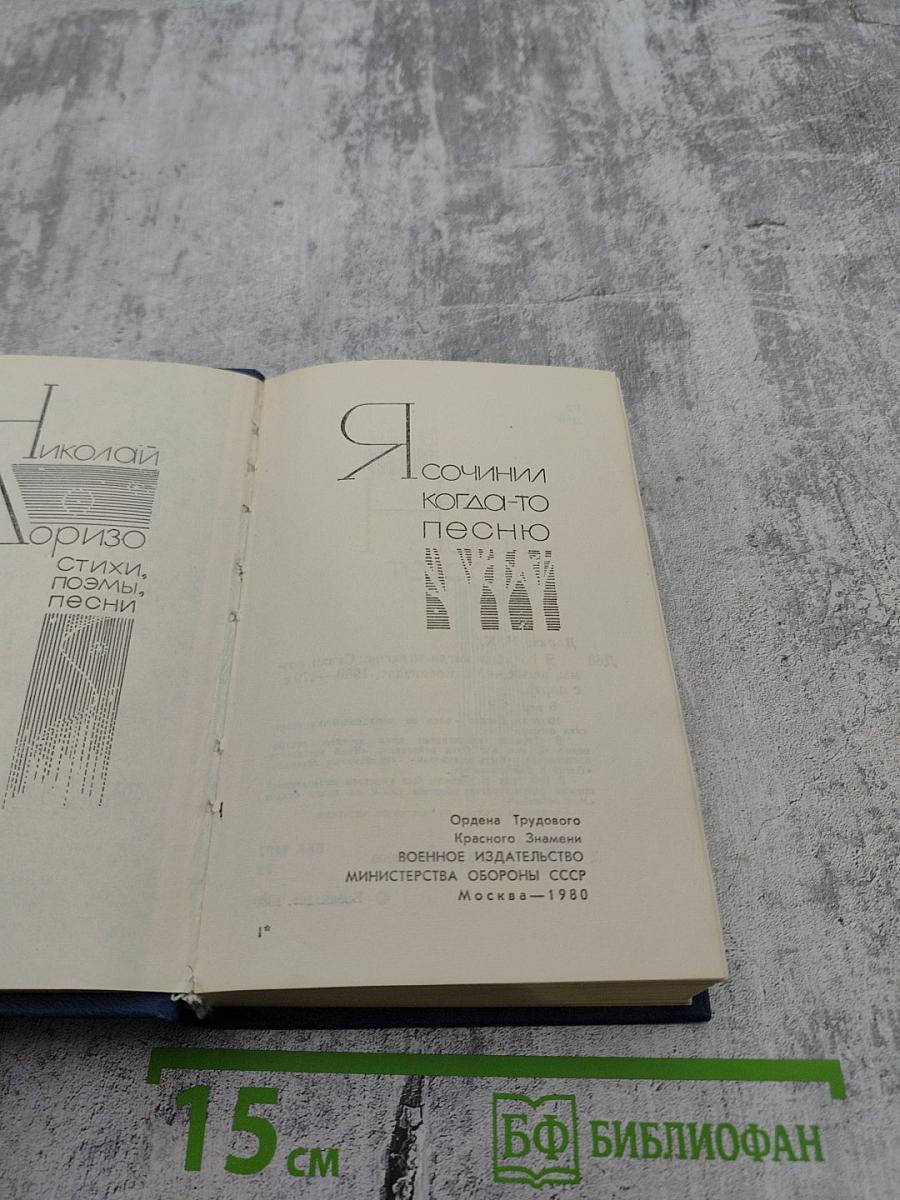 Николай
Доризо
стихи,
поэмы,
песни
Я сочинил
когда-то
песню
Ордена Трудового
Красного Знамени
ВОЕННОЕ ИЗДАТЕЛЬСТВО
МИНИСТЕРСТВА ОБОРОНЫ СССР
Москва—1980
1*
15 см
БФ БИБЛИОФАН